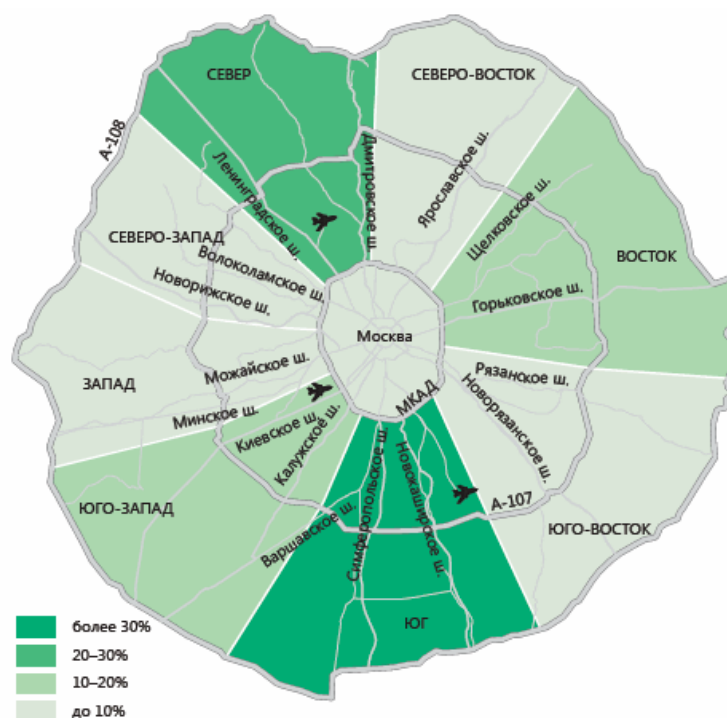 СЕВЕР
СЕВЕРО-ВОСТОК
А-108
Ленинградское ш.
Дмитровское ш.
Ярославское ш.
Щелковское ш.
СЕВЕРО-ЗАПАД
Волоколамское ш.
Новорижское ш.
ВОСТОК
Горьковское ш.
Москва
Можайское ш.
ЗАПАД
Минское ш.
МКАД
Рязанское ш.
Новорязанское ш.
Киевское ш.
Калужское ш.
ЮГО-ЗАПАД
Варшавское ш.
Симферопольское ш.
Новокаширское ш.
А-107
ЮГО-ВОСТОК
ЮГ
более 30%
20–30%
10–20%
до 10%